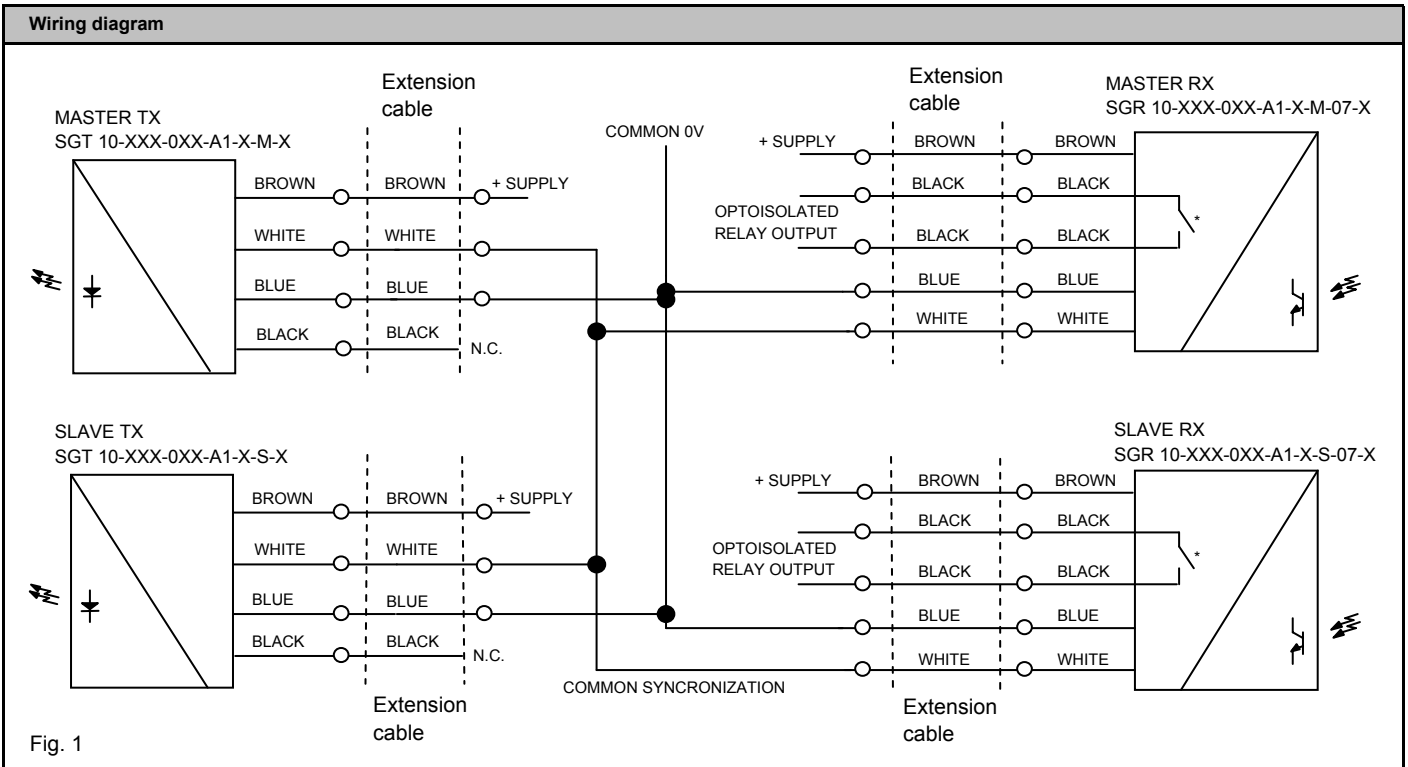 Wiring diagram
Extension
cable
MASTER TX
SGT 10-XXX-0XX-A1-X-M-X
BROWN
BROWN
+ SUPPLY
WHITE
WHITE
BLUE
BLUE
BLACK
BLACK
N.C.
COMMON 0V
Extension
cable
MASTER RX
SGR 10-XXX-0XX-A1-X-M-07-X
+ SUPPLY
BROWN
BROWN
BLACK
BLACK
*
OPTOISOLATED
RELAY OUTPUT
BLACK
BLACK
BLUE
BLUE
WHITE
WHITE
SLAVE TX
SGT 10-XXX-0XX-A1-X-S-X
BROWN
BROWN
+ SUPPLY
WHITE
WHITE
BLUE
BLUE
BLACK
BLACK
N.C.
Extension
cable
COMMON SYNCRONIZATION
SLAVE RX
SGR 10-XXX-0XX-A1-X-S-07-X
+ SUPPLY
BROWN
BROWN
BLACK
BLACK
*
OPTOISOLATED
RELAY OUTPUT
BLACK
BLACK
BLUE
BLUE
WHITE
WHITE
Extension
cable
Fig. 1